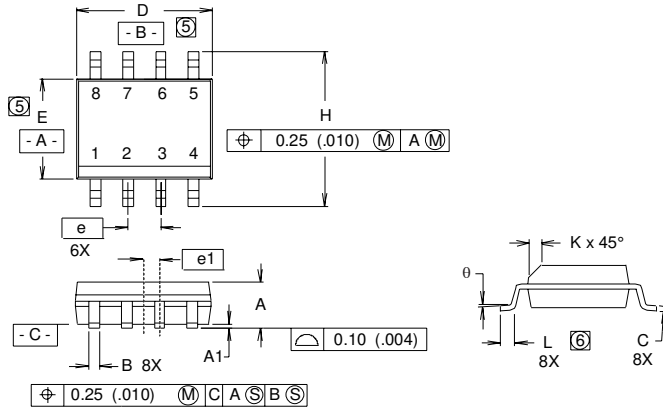 D
- B - 5
8 7 6 5
5 E
- A -
H
1 2 3 4
⌖ 0.25 (.010) Ⓜ A Ⓜ
e
6X
e1
K x 45°
θ
A
- C -
A1
⌓ 0.10 (.004)
B 8X
L 6
8X
C
8X
⌖ 0.25 (.010) Ⓜ C A Ⓢ B Ⓢ